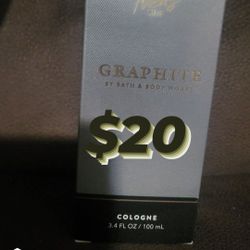 GRAPHITE
BY BATH & BODY WORKS
$20
COLOGNE
3.4 FL OZ / 100 mL